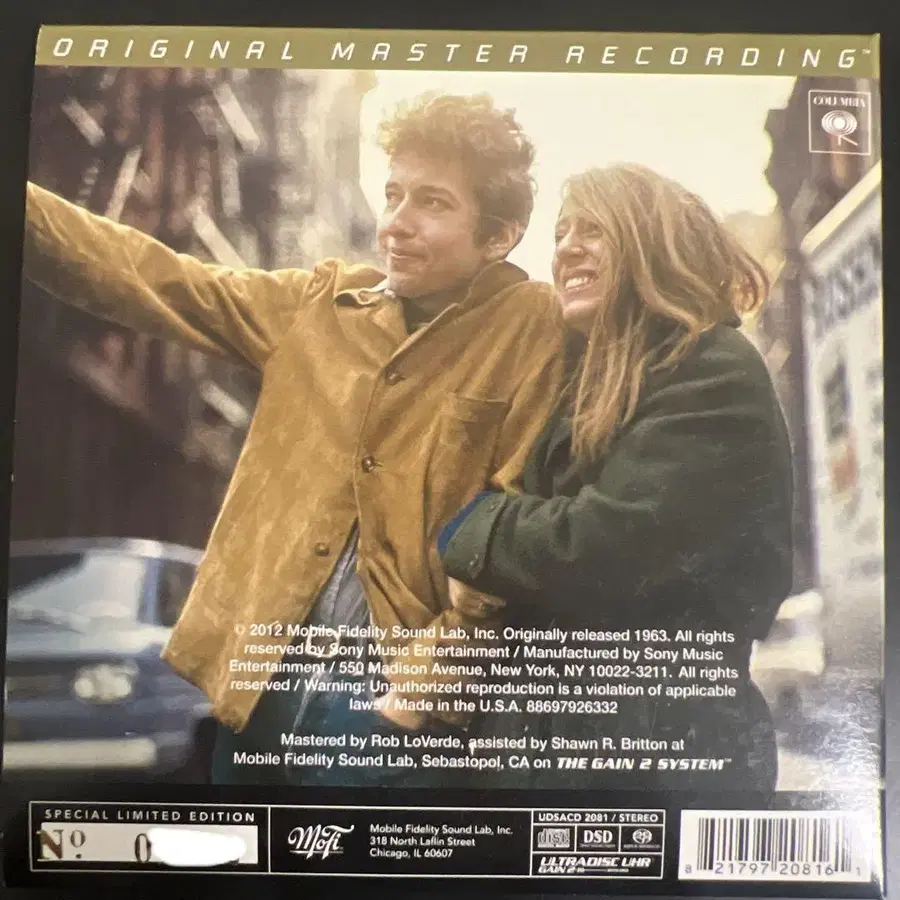 ORIGINAL MASTER RECORDING™
COLUMBIA
℗ 2012 Mobile Fidelity Sound Lab, Inc. Originally released 1963. All rights
reserved by Sony Music Entertainment / Manufactured by Sony Music
Entertainment / 550 Madison Avenue, New York, NY 10022-3211. All rights
reserved / Warning: Unauthorized reproduction is a violation of applicable
laws / Made in the U.S.A. 88697926332
Mastered by Rob LoVerde, assisted by Shawn R. Britton at
Mobile Fidelity Sound Lab, Sebastopol, CA on THE GAIN 2 SYSTEM™
SPECIAL LIMITED EDITION
Nº. 0
MoFi
Mobile Fidelity Sound Lab, Inc.
318 North Laflin Street
Chicago, IL 60607
UDSACD 2081 / STEREO
disc DSD
ULTRADISC UHR
GAIN 2
8 21797 20816 1